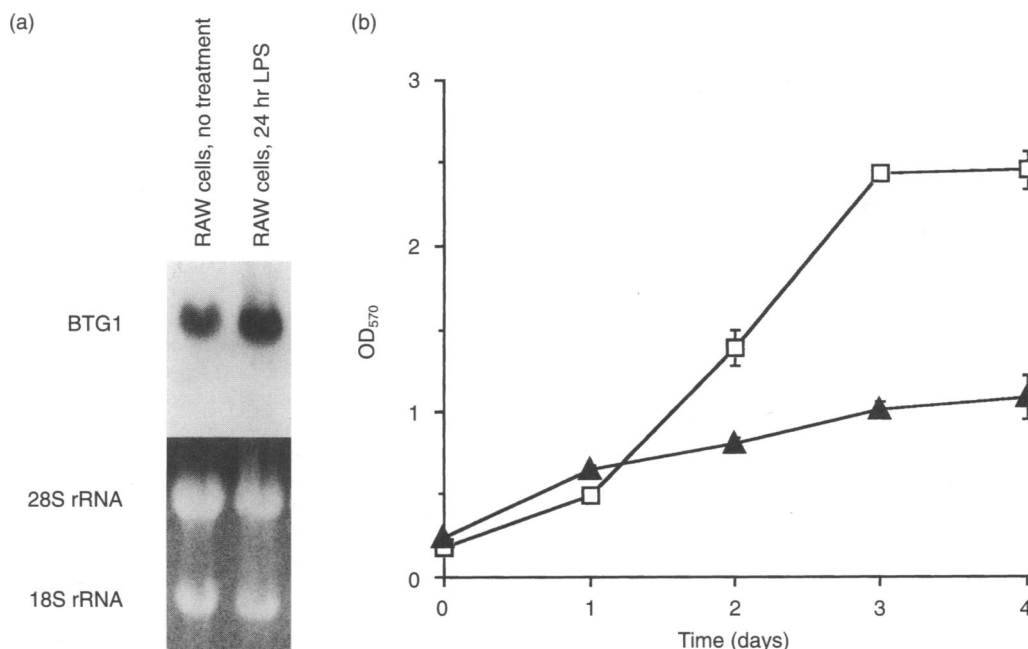 (a)
RAW cells, no treatment
RAW cells, 24 hr LPS
BTG1
28S rRNA
18S rRNA
(b)
3
2
1
0
OD570
0 1 2 3 4
Time (days)